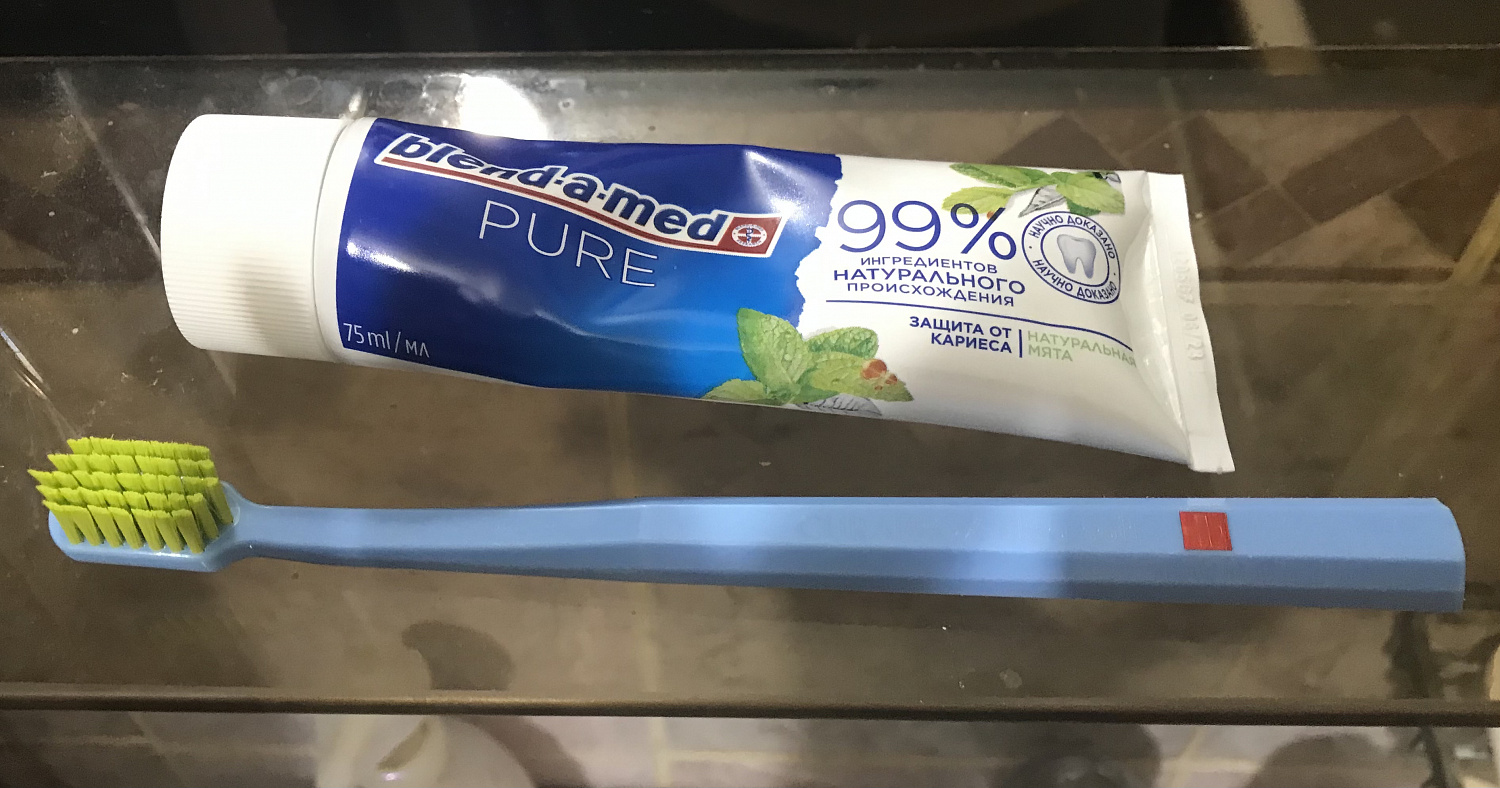 blend-a-med
PURE
75ml/мл
99%
ИНГРЕДИЕНТОВ
НАТУРАЛЬНОГО
ПРОИСХОЖДЕНИЯ
НАУЧНО ДОКАЗАНО
НАУЧНО ДОКАЗАНО
ЗАЩИТА ОТ
КАРИЕСА
НАТУРАЛЬНАЯ
МЯТА